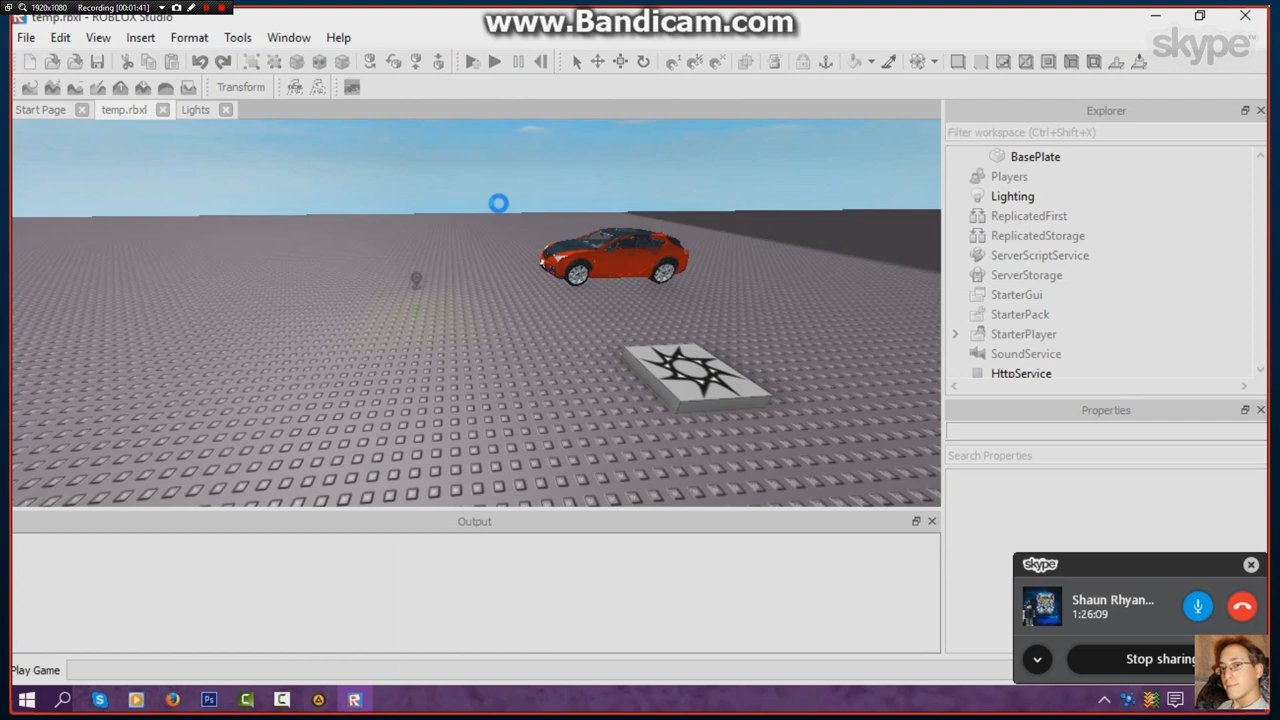 1920x1080 Recording [00:01:41]
www.Bandicam.com
temp.rbxl - ROBLOX Studio
skype™
File Edit View Insert Format Tools Window Help
Transform
Start Page temp.rbxl Lights
Explorer
Filter workspace (Ctrl+Shift+X)
BasePlate
Players
Lighting
ReplicatedFirst
ReplicatedStorage
ServerScriptService
ServerStorage
StarterGui
StarterPack
StarterPlayer
SoundService
HttpService
Properties
Search Properties
Output
skype
Shaun Rhyan...
1:26:09
Stop sharing
Play Game